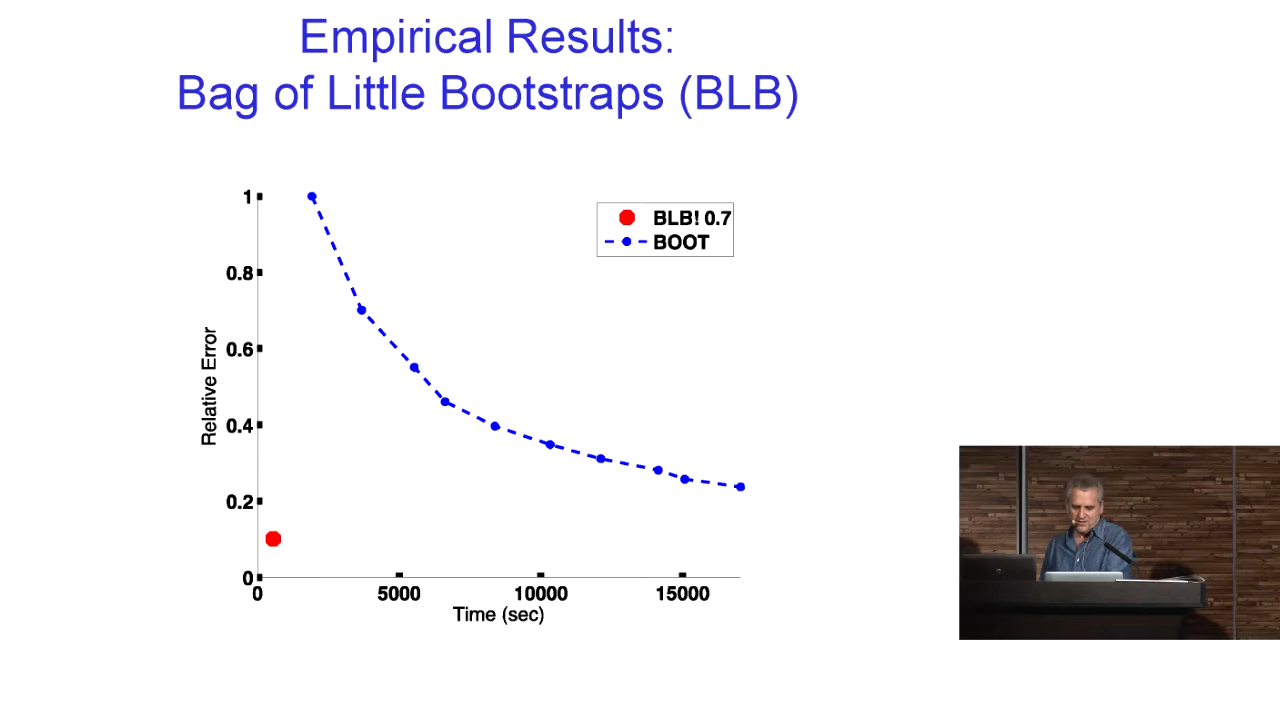 Empirical Results:
Bag of Little Bootstraps (BLB)
1
0.8
0.6
0.4
0.2
0
Relative Error
BLB! 0.7
BOOT
0
5000
10000
15000
Time (sec)